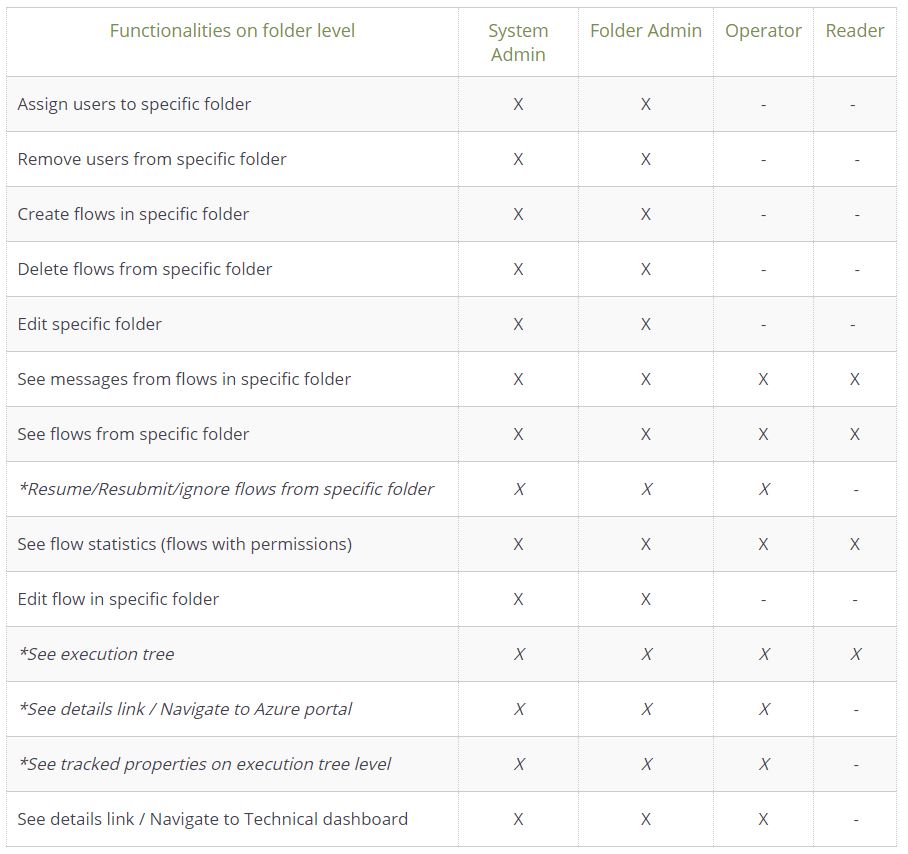 Functionalities on folder level System Admin Folder Admin Operator Reader
Assign users to specific folder X X - -
Remove users from specific folder X X - -
Create flows in specific folder X X - -
Delete flows from specific folder X X - -
Edit specific folder X X - -
See messages from flows in specific folder X X X X
See flows from specific folder X X X X
*Resume/Resubmit/ignore flows from specific folder X X X -
See flow statistics (flows with permissions) X X X X
Edit flow in specific folder X X - -
*See execution tree X X X X
*See details link / Navigate to Azure portal X X X -
*See tracked properties on execution tree level X X X -
See details link / Navigate to Technical dashboard X X X -